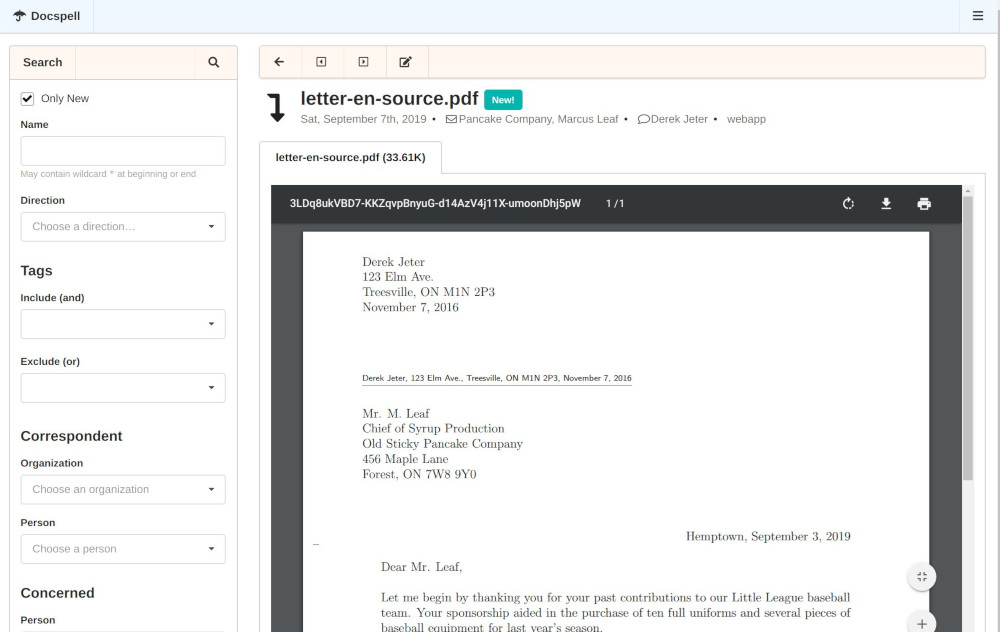 Docspell
Search
Only New
Name
May contain wildcard * at beginning or end
Direction
Choose a direction…
Tags
Include (and)
Exclude (or)
Correspondent
Organization
Choose an organization
Person
Choose a person
Concerned
Person
letter-en-source.pdf New!
Sat, September 7th, 2019 • Pancake Company, Marcus Leaf • Derek Jeter • webapp
letter-en-source.pdf (33.61K)
3LDq8ukVBD7-KKZqvpBnyuG-d14AzV4j11X-umoonDhj5pW 1 / 1
Derek Jeter
123 Elm Ave.
Treesville, ON M1N 2P3
November 7, 2016
Derek Jeter, 123 Elm Ave., Treesville, ON M1N 2P3, November 7, 2016
Mr. M. Leaf
Chief of Syrup Production
Old Sticky Pancake Company
456 Maple Lane
Forest, ON 7W8 9Y0
Hemptown, September 3, 2019
Dear Mr. Leaf,
Let me begin by thanking you for your past contributions to our Little League baseball
team. Your sponsorship aided in the purchase of ten full uniforms and several pieces of
baseball equipment for last year's season.